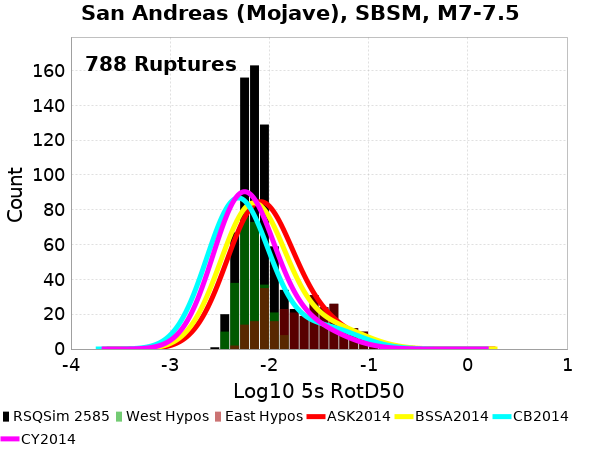 San Andreas (Mojave), SBSM, M7-7.5
788 Ruptures
160
140
120
100
80
60
40
20
0
Count
-4 -3 -2 -1 0 1
Log10 5s RotD50
RSQSim 2585 West Hypos East Hypos ASK2014 BSSA2014 CB2014
CY2014